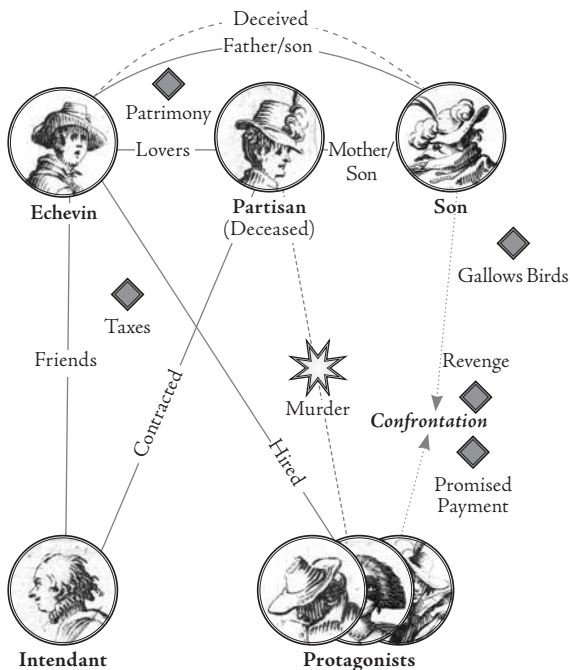 Deceived
Father/son
Patrimony
Lovers
Mother/
Son
Echevin
Partisan
(Deceased)
Son
Gallows Birds
Taxes
Friends
Contracted
Hired
Murder
Revenge
Confrontation
Promised
Payment
Intendant
Protagonists